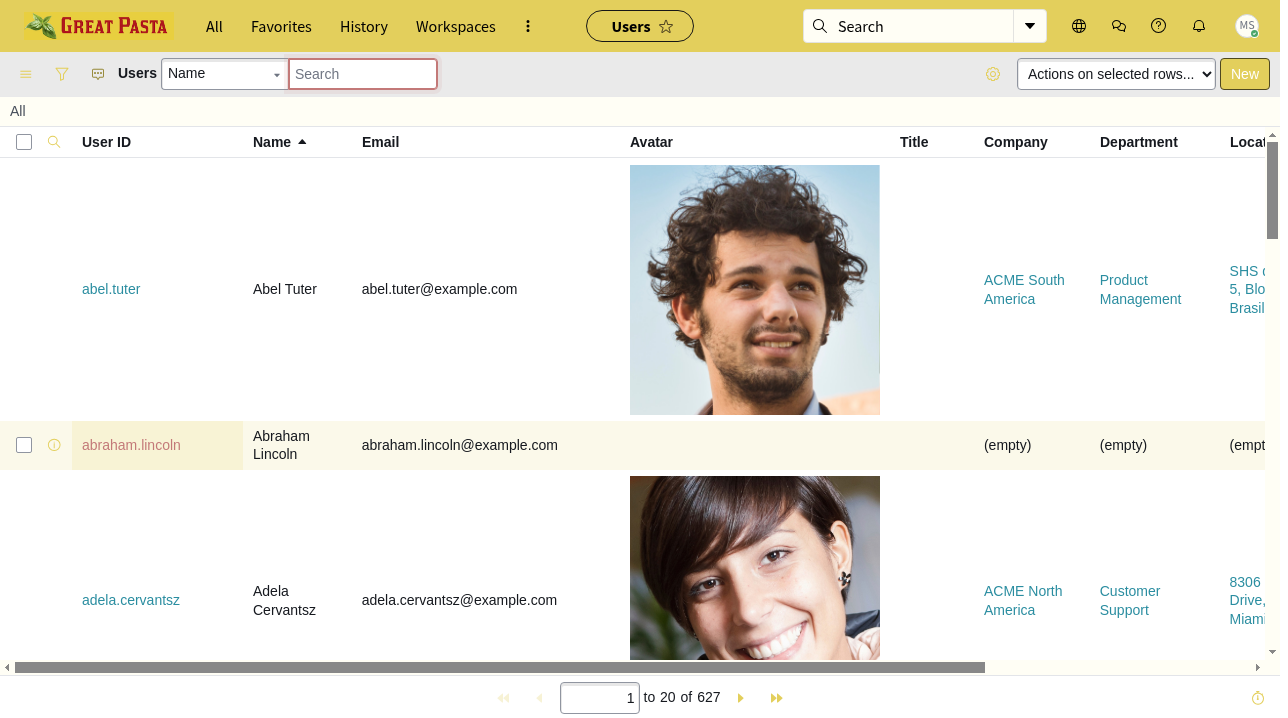 GREAT PASTA
All Favorites History Workspaces Users Search MS
Users Name Search Actions on selected rows... New
All
User ID Name Email Avatar Title Company Department Locat
abel.tuter Abel Tuter abel.tuter@example.com ACME South America Product Management SHS 5, Blo Brasil
abraham.lincoln Abraham Lincoln abraham.lincoln@example.com (empty) (empty) (empt
adela.cervantsz Adela Cervantsz adela.cervantsz@example.com ACME North America Customer Support 8306 Drive, Miami
1 to 20 of 627